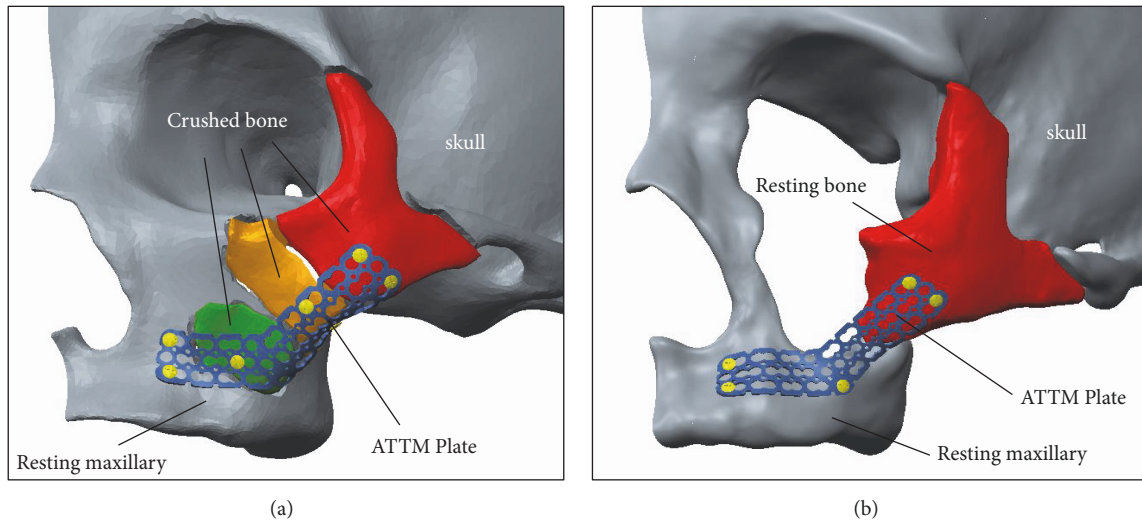 Crushed bone
skull
ATTM Plate
Resting maxillary
(a)
skull
Resting bone
ATTM Plate
Resting maxillary
(b)